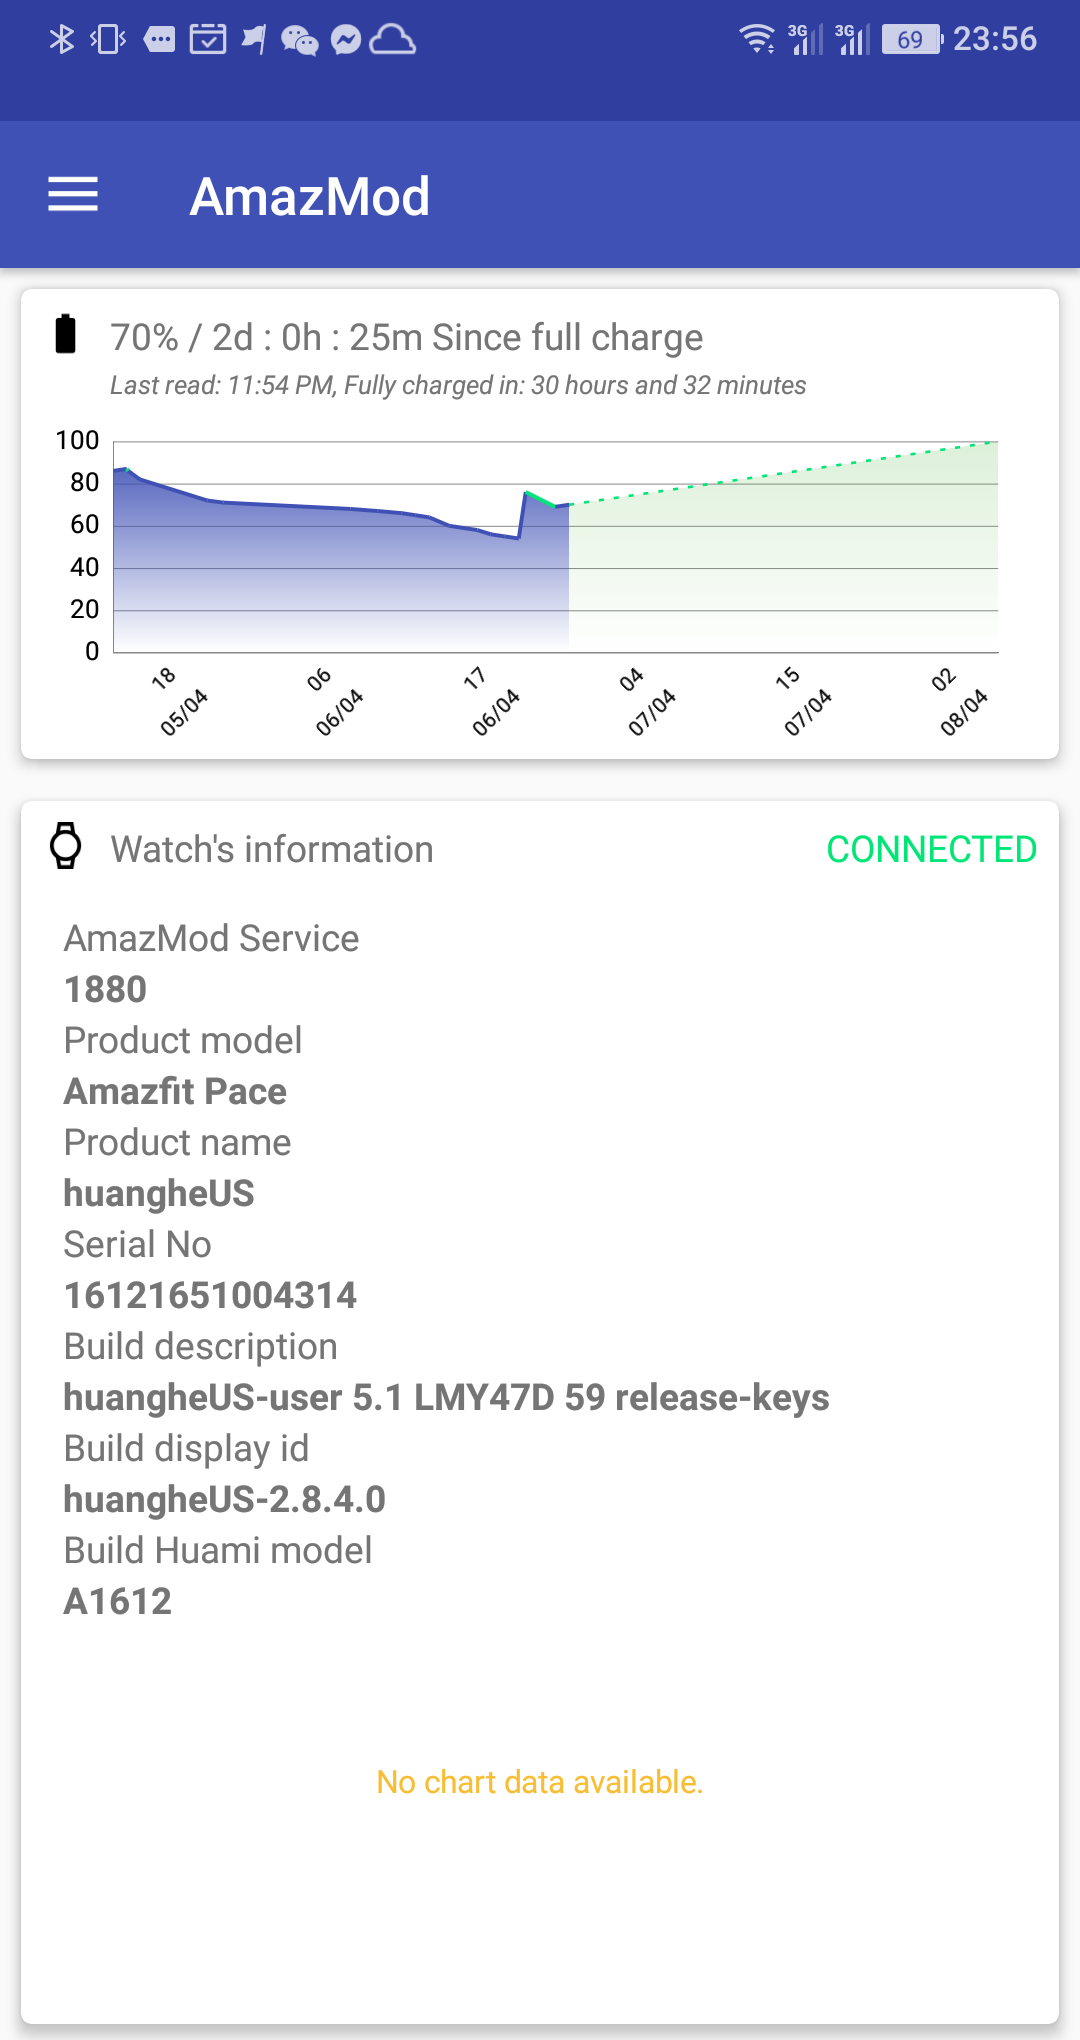 3G 3G 69 23:56
AmazMod
70% / 2d : 0h : 25m Since full charge
Last read: 11:54 PM, Fully charged in: 30 hours and 32 minutes
100
80
60
40
20
0
18
05/04
06
06/04
17
06/04
04
07/04
15
07/04
02
08/04
Watch's information CONNECTED
AmazMod Service
1880
Product model
Amazfit Pace
Product name
huangheUS
Serial No
16121651004314
Build description
huangheUS-user 5.1 LMY47D 59 release-keys
Build display id
huangheUS-2.8.4.0
Build Huami model
A1612
No chart data available.